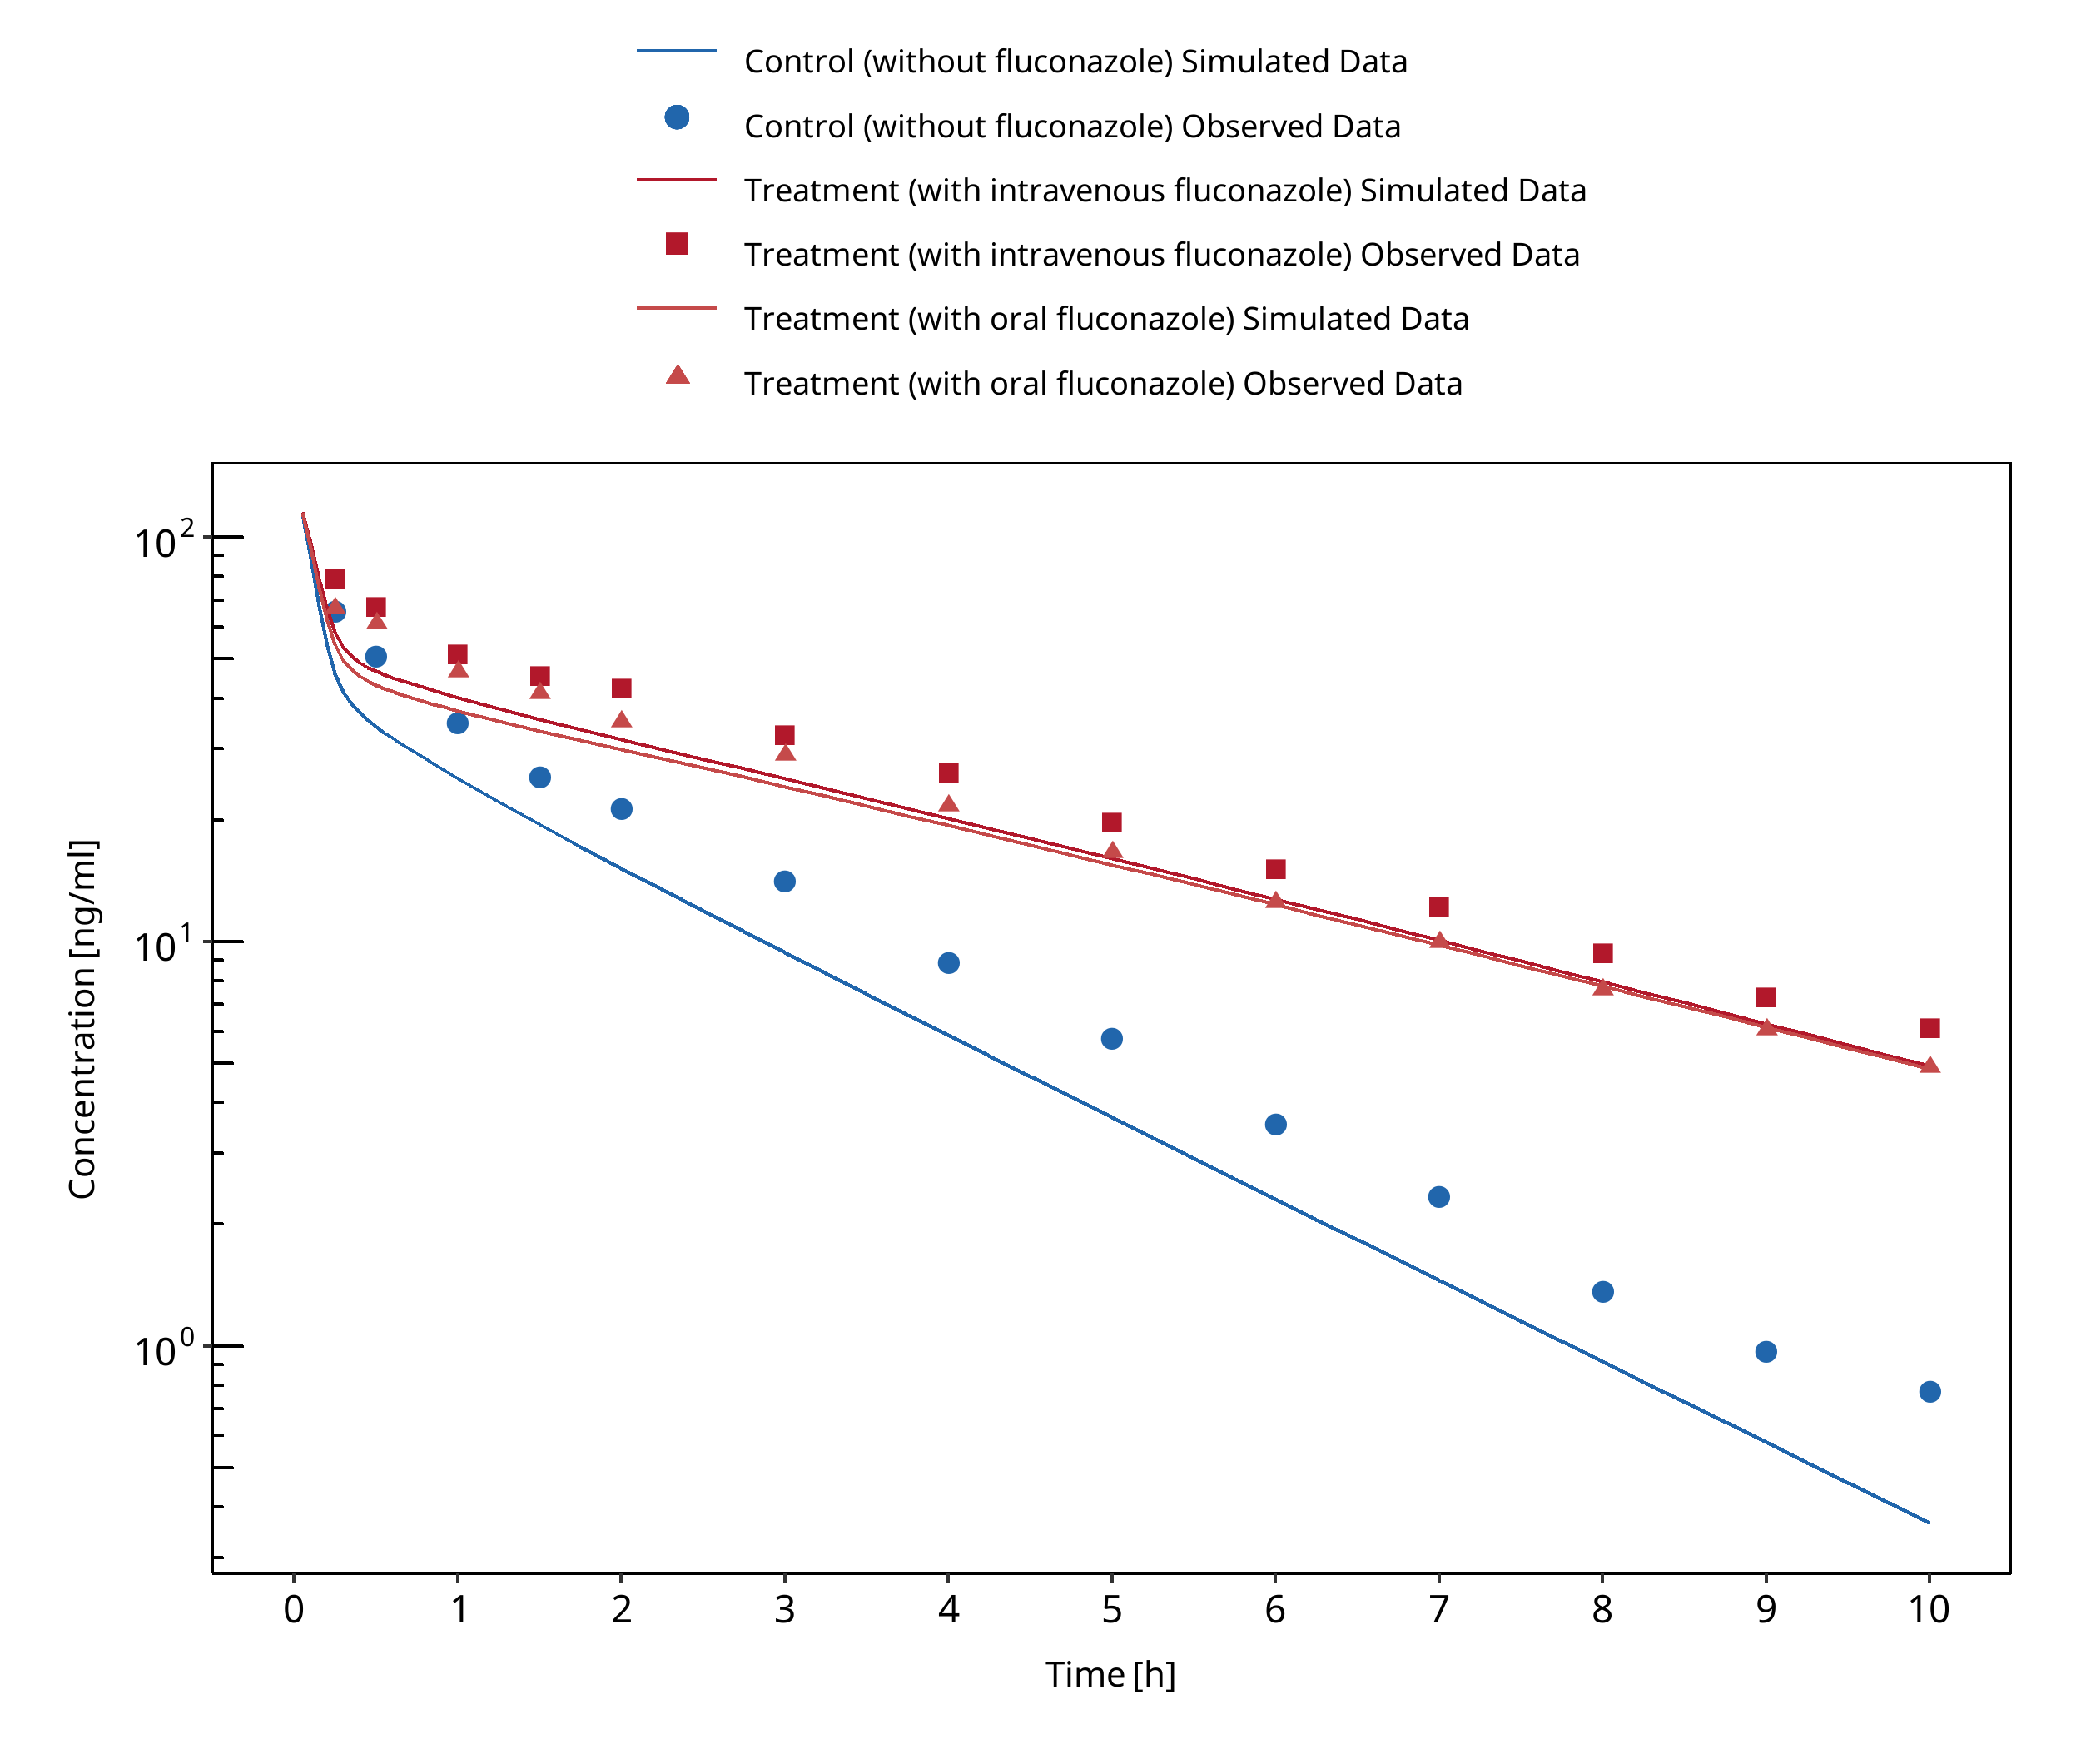 Control (without fluconazole) Simulated Data
Control (without fluconazole) Observed Data
Treatment (with intravenous fluconazole) Simulated Data
Treatment (with intravenous fluconazole) Observed Data
Treatment (with oral fluconazole) Simulated Data
Treatment (with oral fluconazole) Observed Data
10²
10¹
10⁰
Concentration [ng/ml]
0 1 2 3 4 5 6 7 8 9 10
Time [h]